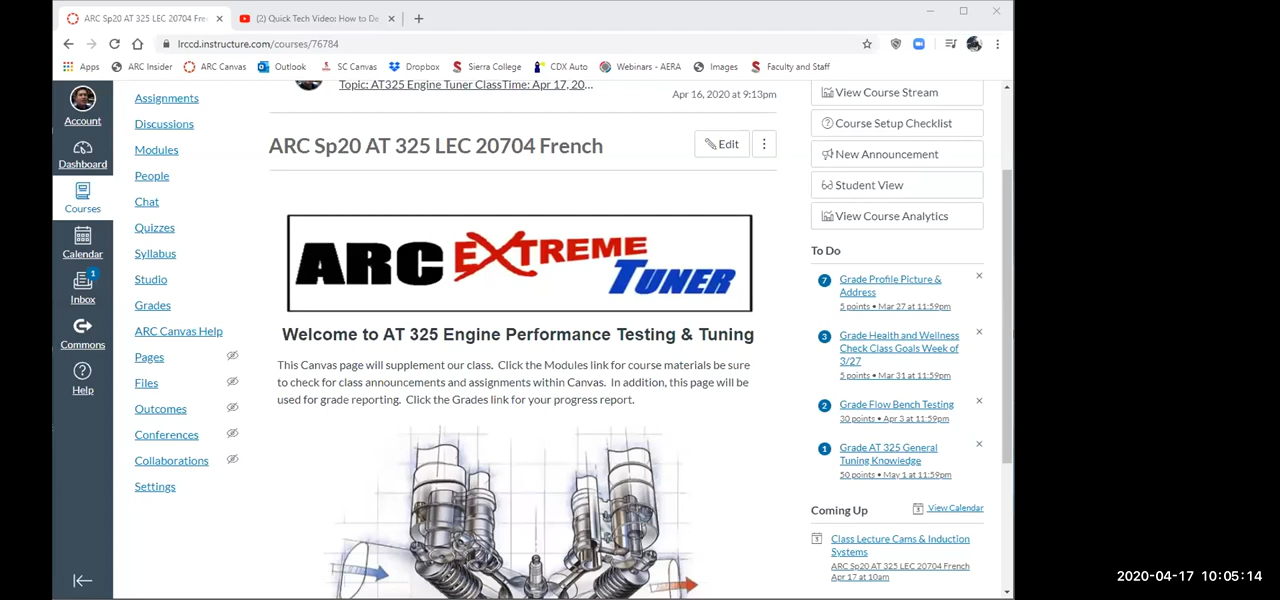 ARC Sp20 AT 325 LEC 20704 Fre
(2) Quick Tech Video: How to De
lrccd.instructure.com/courses/76784
Apps ARC Insider ARC Canvas Outlook SC Canvas Dropbox Sierra College CDX Auto Webinars - AERA Images Faculty and Staff
Account
Dashboard
Courses
Calendar
1
Inbox
Commons
Help
Assignments
Discussions
Modules
People
Chat
Quizzes
Syllabus
Studio
Grades
ARC Canvas Help
Pages
Files
Outcomes
Conferences
Collaborations
Settings
Topic: AT325 Engine Tuner ClassTime: Apr 17, 20...
Apr 16, 2020 at 9:13pm
ARC Sp20 AT 325 LEC 20704 French
Edit
ARC EXTREME TUNER
Welcome to AT 325 Engine Performance Testing & Tuning
This Canvas page will supplement our class. Click the Modules link for course materials be sure
to check for class announcements and assignments within Canvas. In addition, this page will be
used for grade reporting. Click the Grades link for your progress report.
View Course Stream
Course Setup Checklist
New Announcement
Student View
View Course Analytics
To Do
7
Grade Profile Picture &
Address
5 points • Mar 27 at 11:59pm
3
Grade Health and Wellness
Check Class Goals Week of
3/27
5 points • Mar 31 at 11:59pm
2
Grade Flow Bench Testing
30 points • Apr 3 at 11:59pm
1
Grade AT 325 General
Tuning Knowledge
50 points • May 1 at 11:59pm
Coming Up
View Calendar
Class Lecture Cams & Induction
Systems
ARC Sp20 AT 325 LEC 20704 French
Apr 17 at 10am
2020-04-17 10:05:14